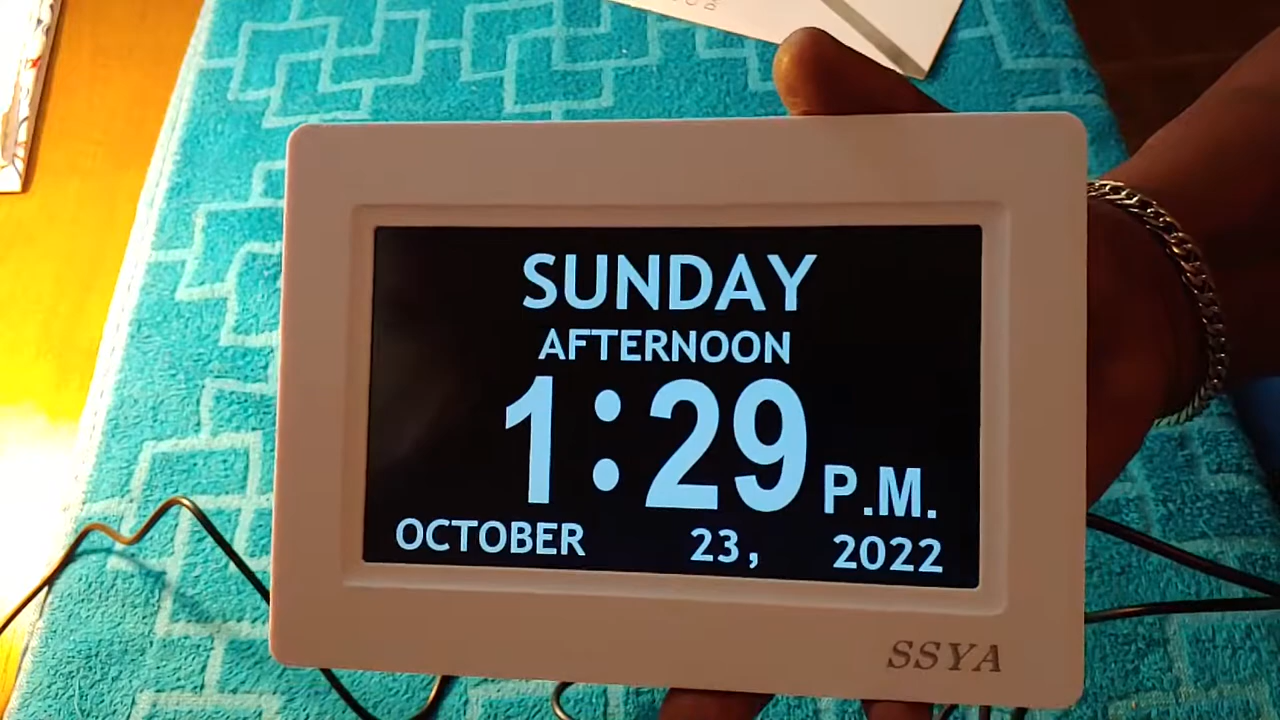 SUNDAY
AFTERNOON
1:29 P.M.
OCTOBER 23, 2022
SSYA